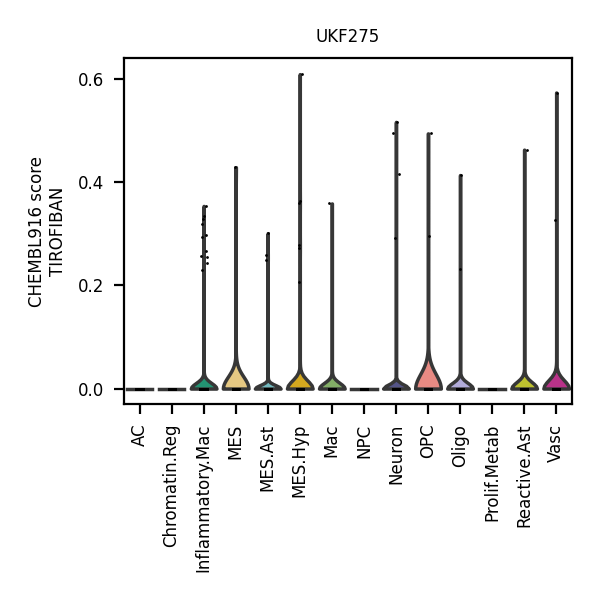 UKF275
CHEMBL916 score
TIROFIBAN
0.6
0.4
0.2
0.0
AC
Chromatin.Reg
Inflammatory.Mac
MES
MES.Ast
MES.Hyp
Mac
NPC
Neuron
OPC
Oligo
Prolif.Metab
Reactive.Ast
Vasc